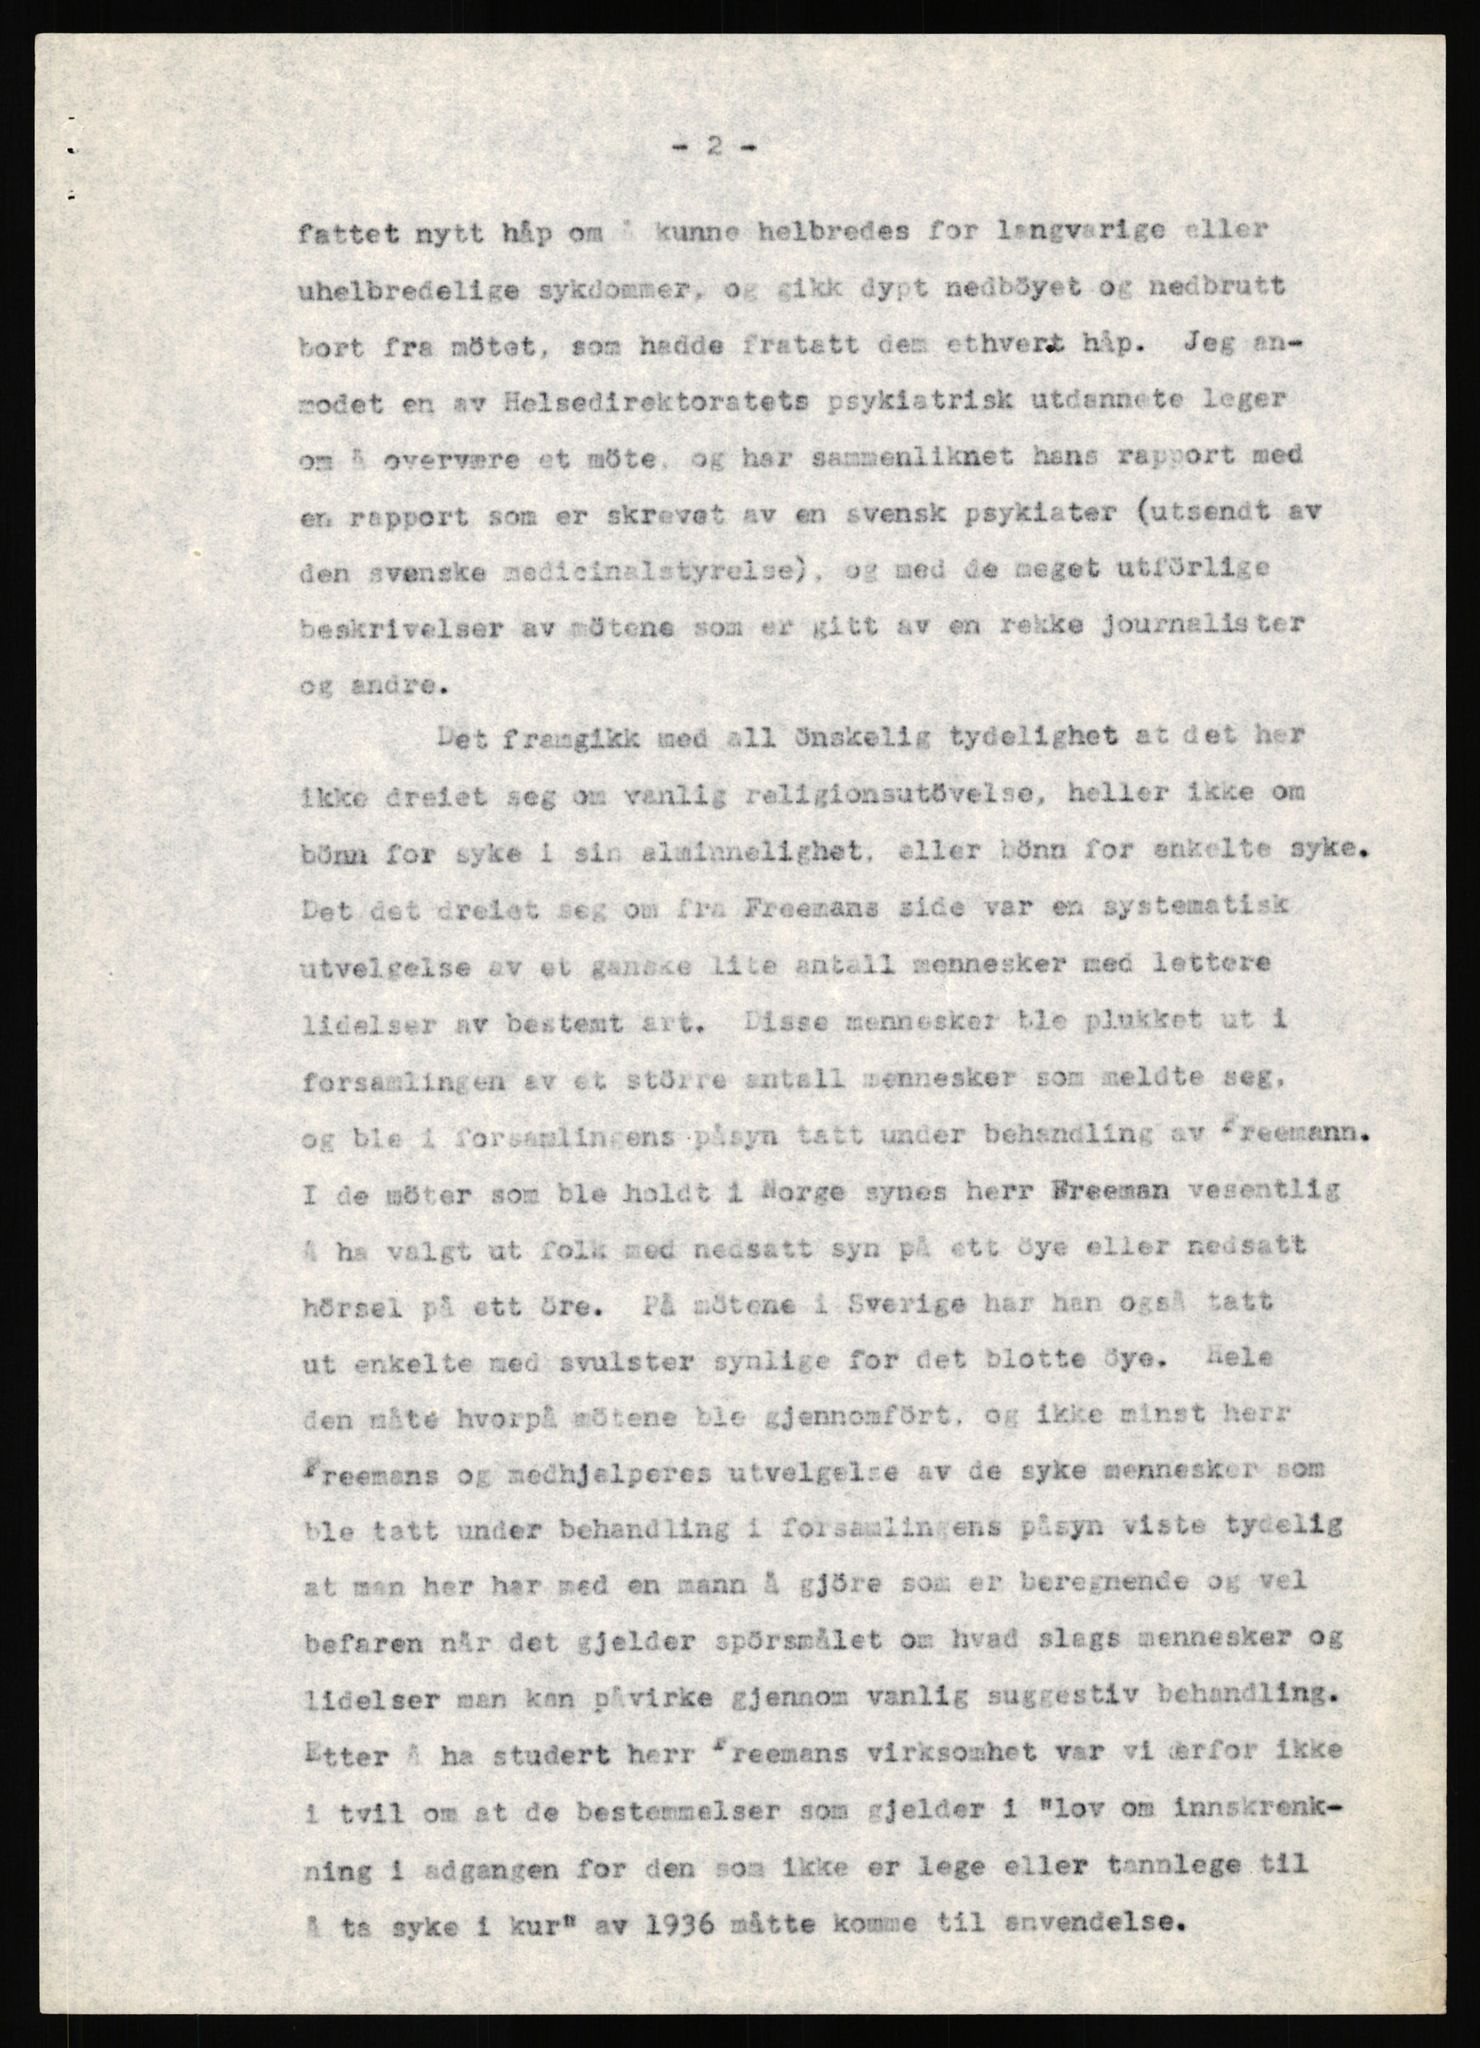 - 2 -
fattet nytt håp om å kunne helbredes for langvarige eller
uhelbredelige sykdommer, og gikk dypt nedböyet og nedbrutt
bort fra mötet, som hadde fratatt dem ethvert håp. Jeg an-
modet en av Helsedirektoratets psykiatrisk utdannete leger
om å overvære et möte, og har sammenliknet hans rapport med
en rapport som er skrevet av en svensk psykiater (utsendt av
den svenske medicinalstyrelse), og med de meget utförlige
beskrivelser av mötene som er gitt av en rekke journalister
og andre.
Det framgikk med all önskelig tydelighet at det her
ikke dreiet seg om vanlig religionsutövelse, heller ikke om
bönn for syke i sin alminnelighet, eller bönn for enkelte syke.
Det det dreiet seg om fra Freemans side var en systematisk
utvelgelse av et ganske lite antall mennesker med lettere
lidelser av bestemt art. Disse mennesker ble plukket ut i
forsamlingen av et större antall mennesker som meldte seg,
og ble i forsamlingens påsyn tatt under behandling av Freemann.
I de möter som ble holdt i Norge synes herr Freeman vesentlig
å ha valgt ut folk med nedsatt syn på ett öye eller nedsatt
hörsel på ett öre. På mötene i Sverige har han også tatt
ut enkelte med svulster synlige for det blotte öye. Hele
den måte hvorpå mötene ble gjennomfört, og ikke minst herr
Freemans og medhjelperes utvelgelse av de syke mennesker som
ble tatt under behandling i forsamlingens påsyn viste tydelig
at man her har med en mann å gjöre som er beregnende og vel
befaren når det gjelder spörsmålet om hvad slags mennesker og
lidelser man kan påvirke gjennom vanlig suggestiv behandling.
Etter å ha studert herr Freemans virksomhet var vi ærfor ikke
i tvil om at de bestemmelser som gjelder i "lov om innskrenk-
ning i adgangen for den som ikke er lege eller tannlege til
å ta syke i kur" av 1936 måtte komme til anvendelse.